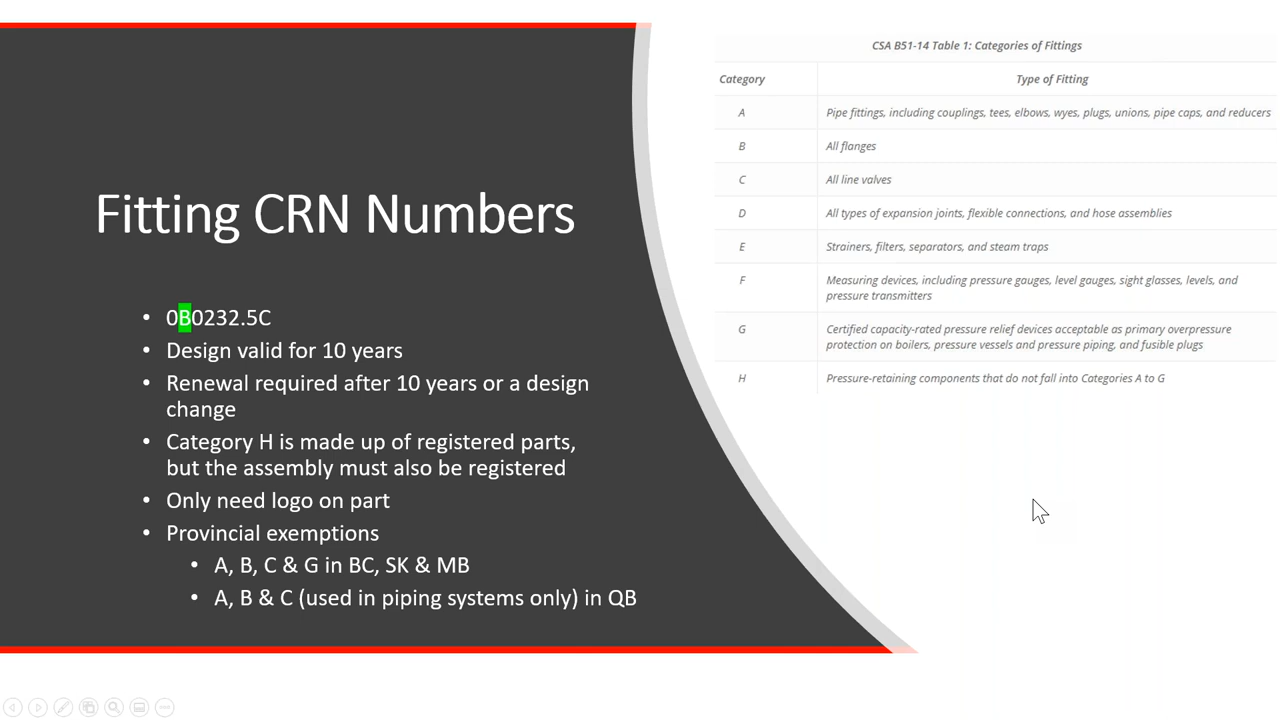 Fitting CRN Numbers
• 0B0232.5C
• Design valid for 10 years
• Renewal required after 10 years or a design
change
• Category H is made up of registered parts,
but the assembly must also be registered
• Only need logo on part
• Provincial exemptions
• A, B, C & G in BC, SK & MB
• A, B & C (used in piping systems only) in QB
CSA B51-14 Table 1: Categories of Fittings
Category Type of Fitting
A Pipe fittings, including couplings, tees, elbows, wyes, plugs, unions, pipe caps, and reducers
B All flanges
C All line valves
D All types of expansion joints, flexible connections, and hose assemblies
E Strainers, filters, separators, and steam traps
F Measuring devices, including pressure gauges, level gauges, sight glasses, levels, and
pressure transmitters
G Certified capacity-rated pressure relief devices acceptable as primary overpressure
protection on boilers, pressure vessels and pressure piping, and fusible plugs
H Pressure-retaining components that do not fall into Categories A to G